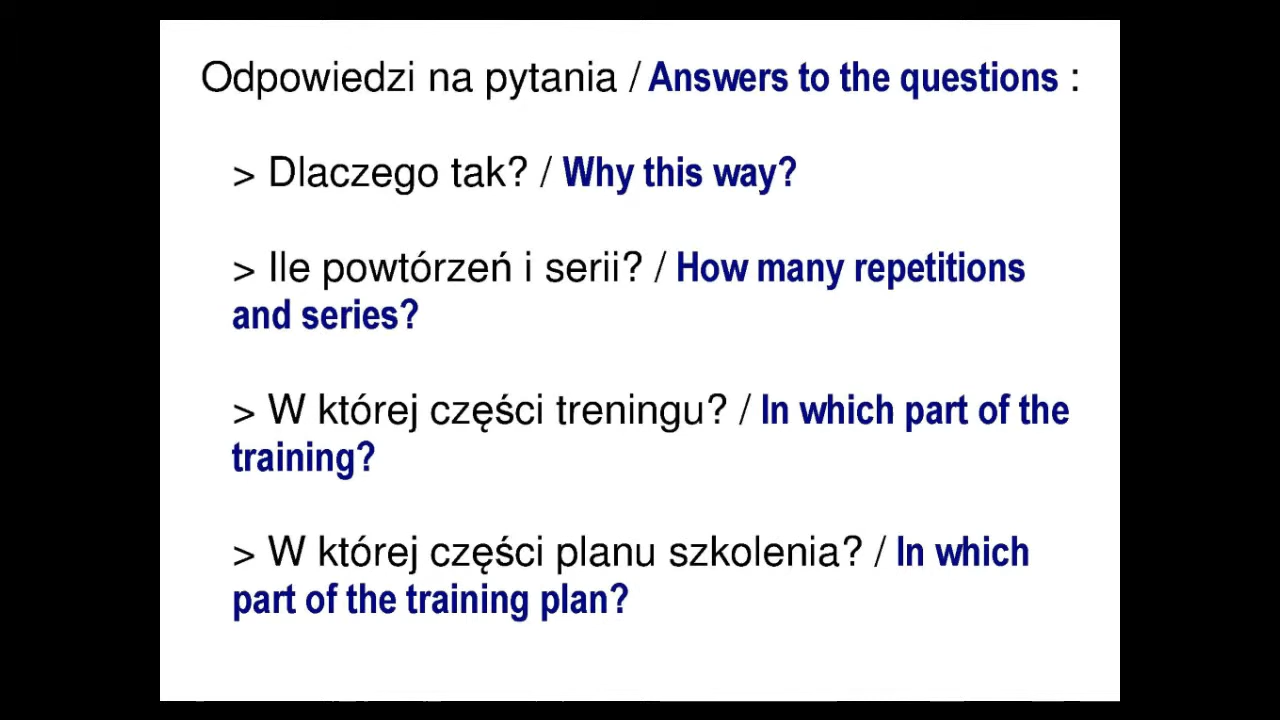 Odpowiedzi na pytania / Answers to the questions :
> Dlaczego tak? / Why this way?
> Ile powtórzeń i serii? / How many repetitions
and series?
> W której części treningu? / In which part of the
training?
> W której części planu szkolenia? / In which
part of the training plan?